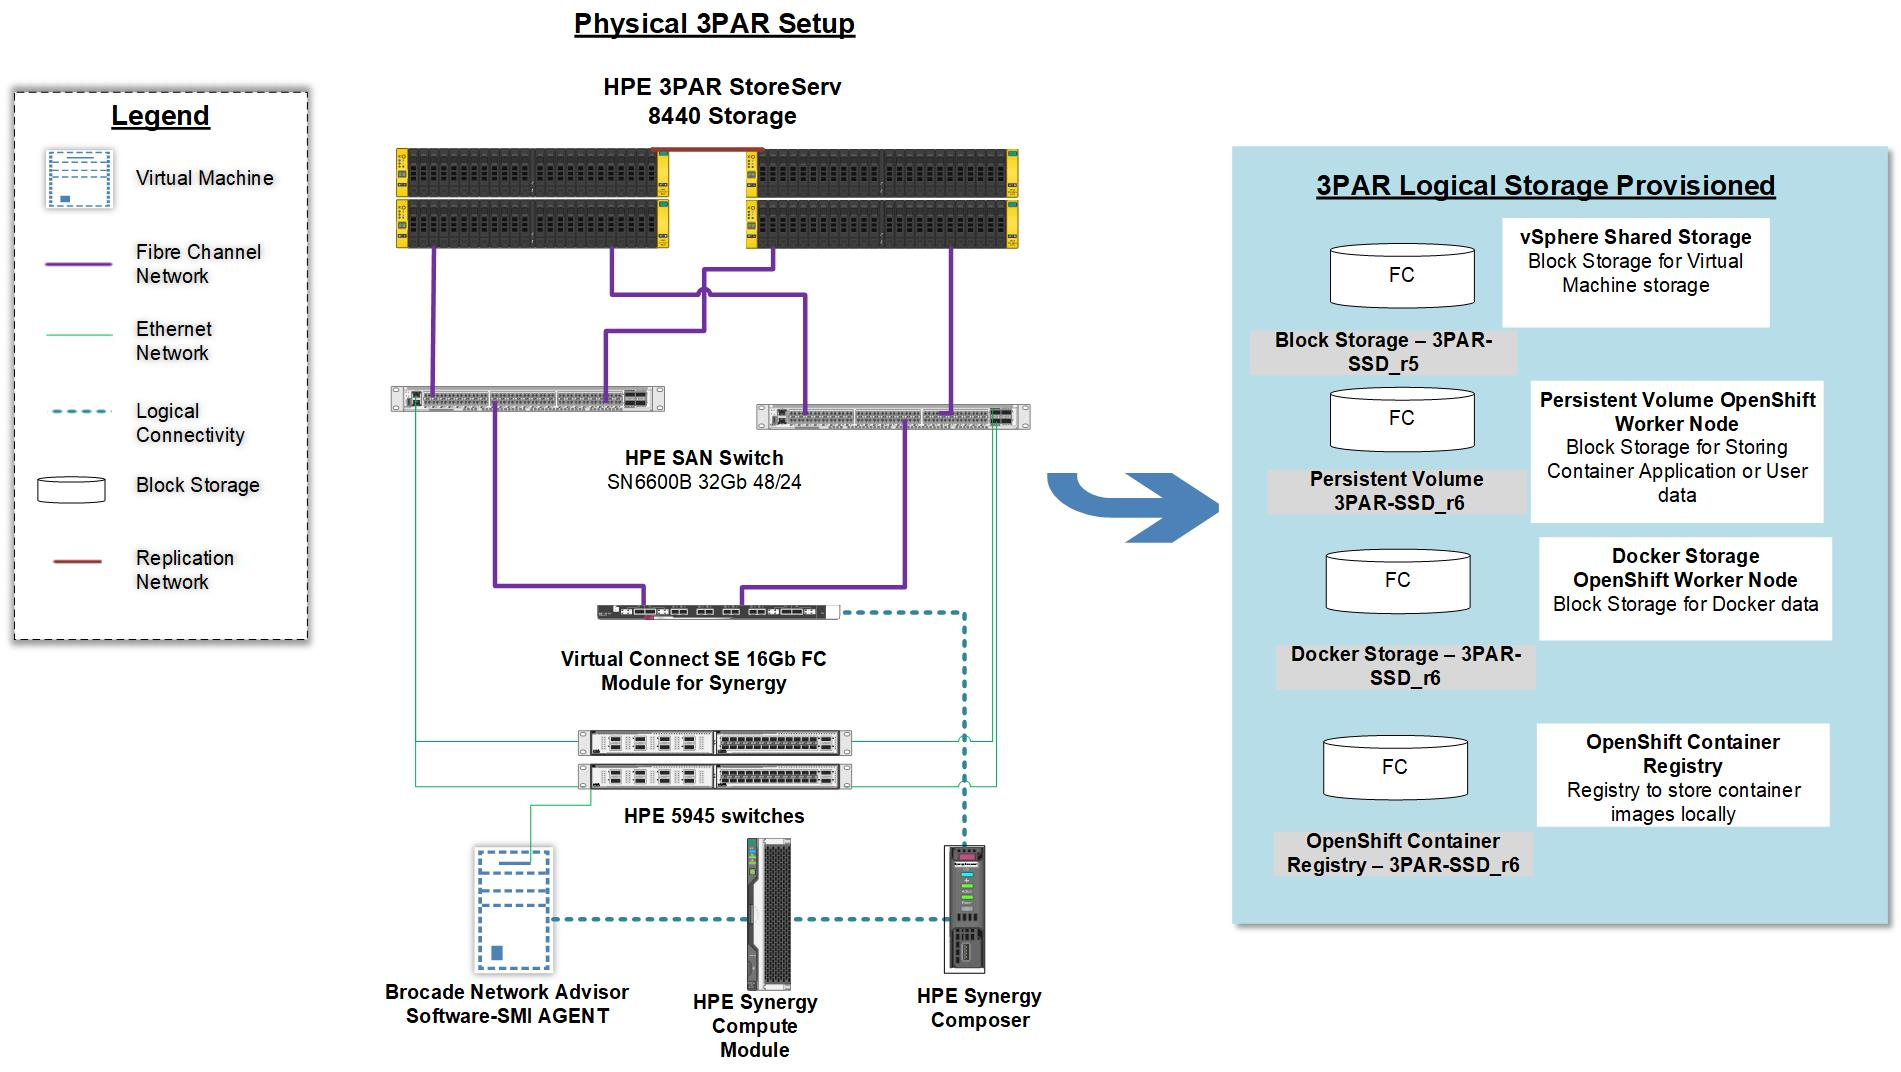 Physical 3PAR Setup
Legend
Virtual Machine
Fibre Channel
Network
Ethernet
Network
Logical
Connectivity
Block Storage
Replication
Network
HPE 3PAR StoreServ
8440 Storage
HPE SAN Switch
SN6600B 32Gb 48/24
Virtual Connect SE 16Gb FC
Module for Synergy
HPE 5945 switches
Brocade Network Advisor
Software-SMI AGENT
HPE Synergy
Compute
Module
HPE Synergy
Composer
3PAR Logical Storage Provisioned
FC
vSphere Shared Storage
Block Storage for Virtual
Machine storage
Block Storage – 3PAR-
SSD_r5
FC
Persistent Volume OpenShift
Worker Node
Block Storage for Storing
Container Application or User
data
Persistent Volume
3PAR-SSD_r6
FC
Docker Storage
OpenShift Worker Node
Block Storage for Docker data
Docker Storage – 3PAR-
SSD_r6
FC
OpenShift Container
Registry
Registry to store container
images locally
OpenShift Container
Registry – 3PAR-SSD_r6